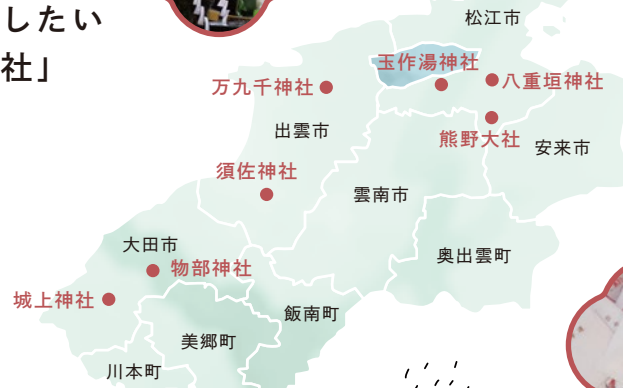 したい
社」
松江市
玉作湯神社
万九千神社
八重垣神社
出雲市
熊野大社
安来市
須佐神社
雲南市
大田市
物部神社
奥出雲町
城上神社
飯南町
美郷町
川本町